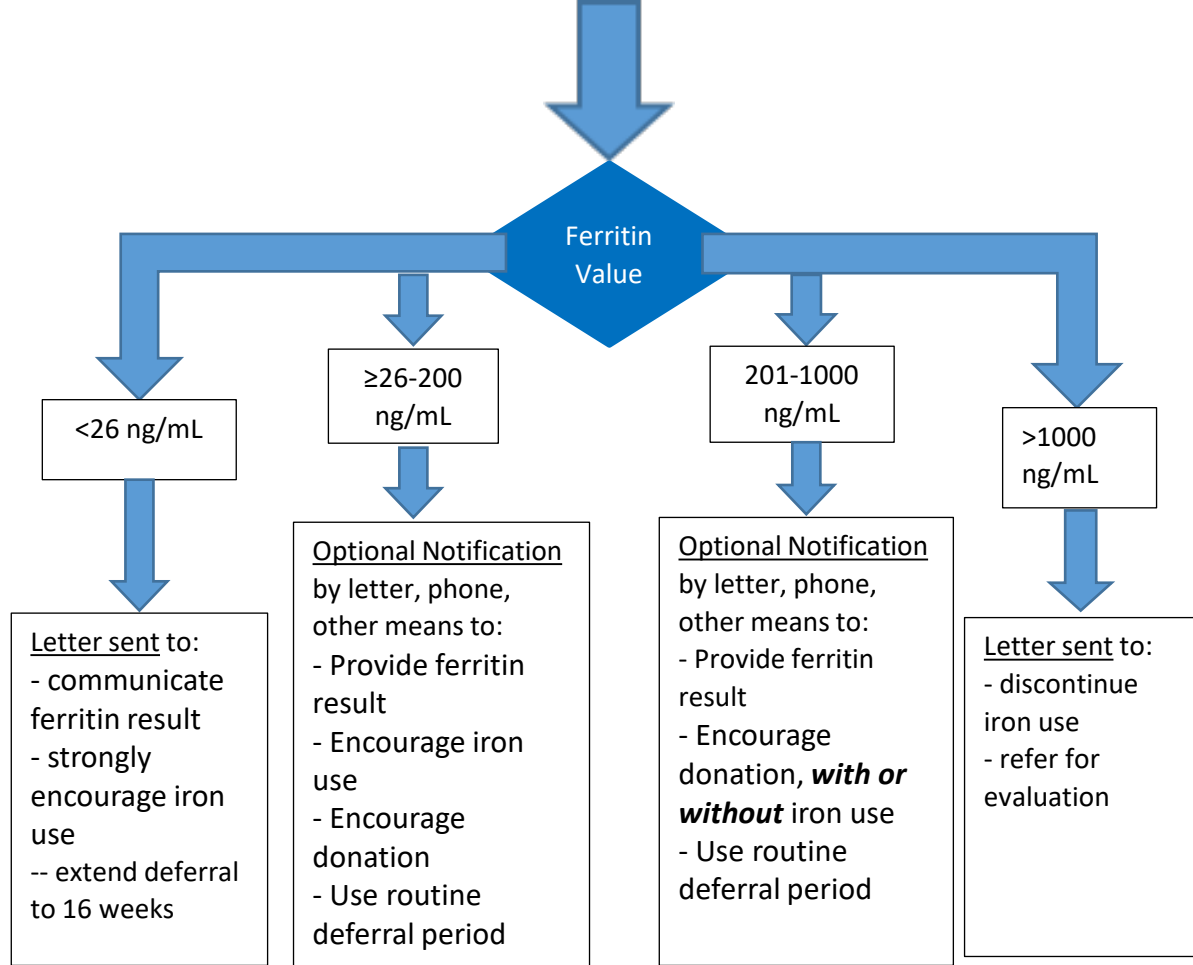 Ferritin
Value
<26 ng/mL
≥26-200
ng/mL
201-1000
ng/mL
>1000
ng/mL
Letter sent to:
- communicate
ferritin result
- strongly
encourage iron
use
-- extend deferral
to 16 weeks
Optional Notification
by letter, phone,
other means to:
- Provide ferritin
result
- Encourage iron
use
- Encourage
donation
- Use routine
deferral period
Optional Notification
by letter, phone,
other means to:
- Provide ferritin
result
- Encourage
donation, with or
without iron use
- Use routine
deferral period
Letter sent to:
- discontinue
iron use
- refer for
evaluation